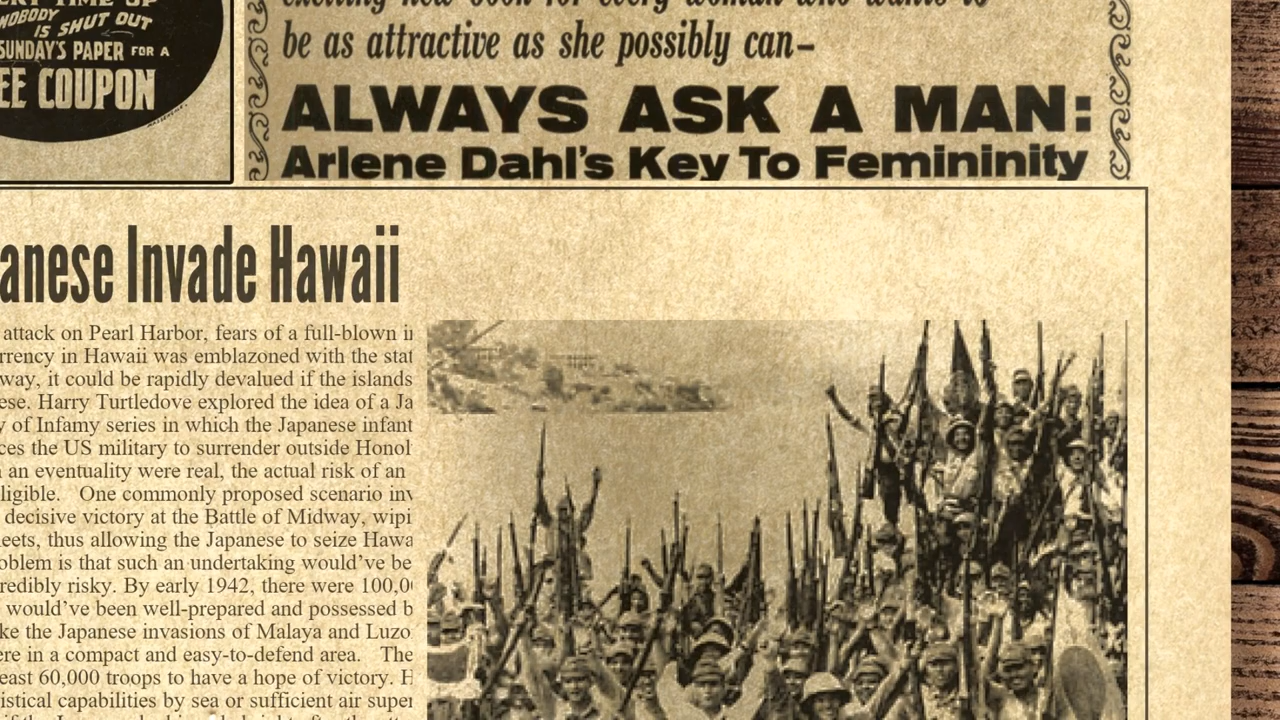 NOBODY
IS SHUT OUT
SUNDAY'S PAPER FOR A
COUPON
be as attractive as she possibly can-
ALWAYS ASK A MAN:
Arlene Dahl's Key To Femininity
anese Invade Hawaii
attack on Pearl Harbor, fears of a full-blown i
rrency in Hawaii was emblazoned with the stat
way, it could be rapidly devalued if the islands
ese. Harry Turtledove explored the idea of a Ja
y of Infamy series in which the Japanese infant
ces the US military to surrender outside Honol
an eventuality were real, the actual risk of an
ligible. One commonly proposed scenario inv
decisive victory at the Battle of Midway, wipi
leets, thus allowing the Japanese to seize Hawa
oblem is that such an undertaking would've be
redibly risky. By early 1942, there were 100,0
would've been well-prepared and possessed b
ke the Japanese invasions of Malaya and Luzo
ere in a compact and easy-to-defend area. The
east 60,000 troops to have a hope of victory. H
istical capabilities by sea or sufficient air super